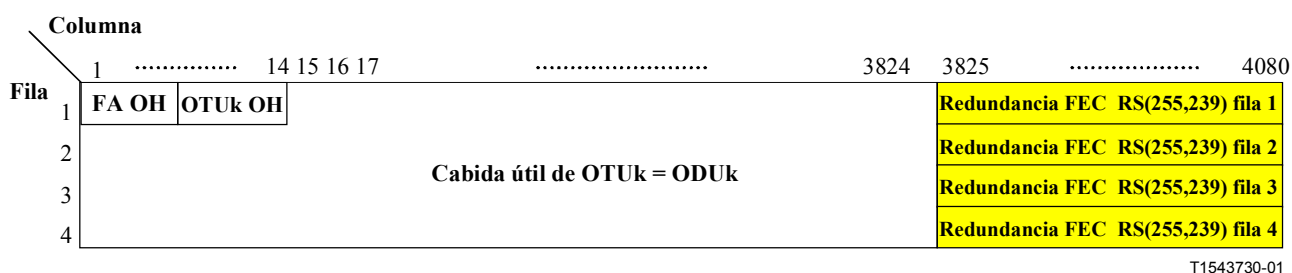 Columna
1 ............... 14 15 16 17 ........................ 3824 3825 .................. 4080
Fila
1 FA OH OTUk OH Redundancia FEC RS(255,239) fila 1
2 Redundancia FEC RS(255,239) fila 2
Cabida útil de OTUk = ODUk
3 Redundancia FEC RS(255,239) fila 3
4 Redundancia FEC RS(255,239) fila 4
T1543730-01